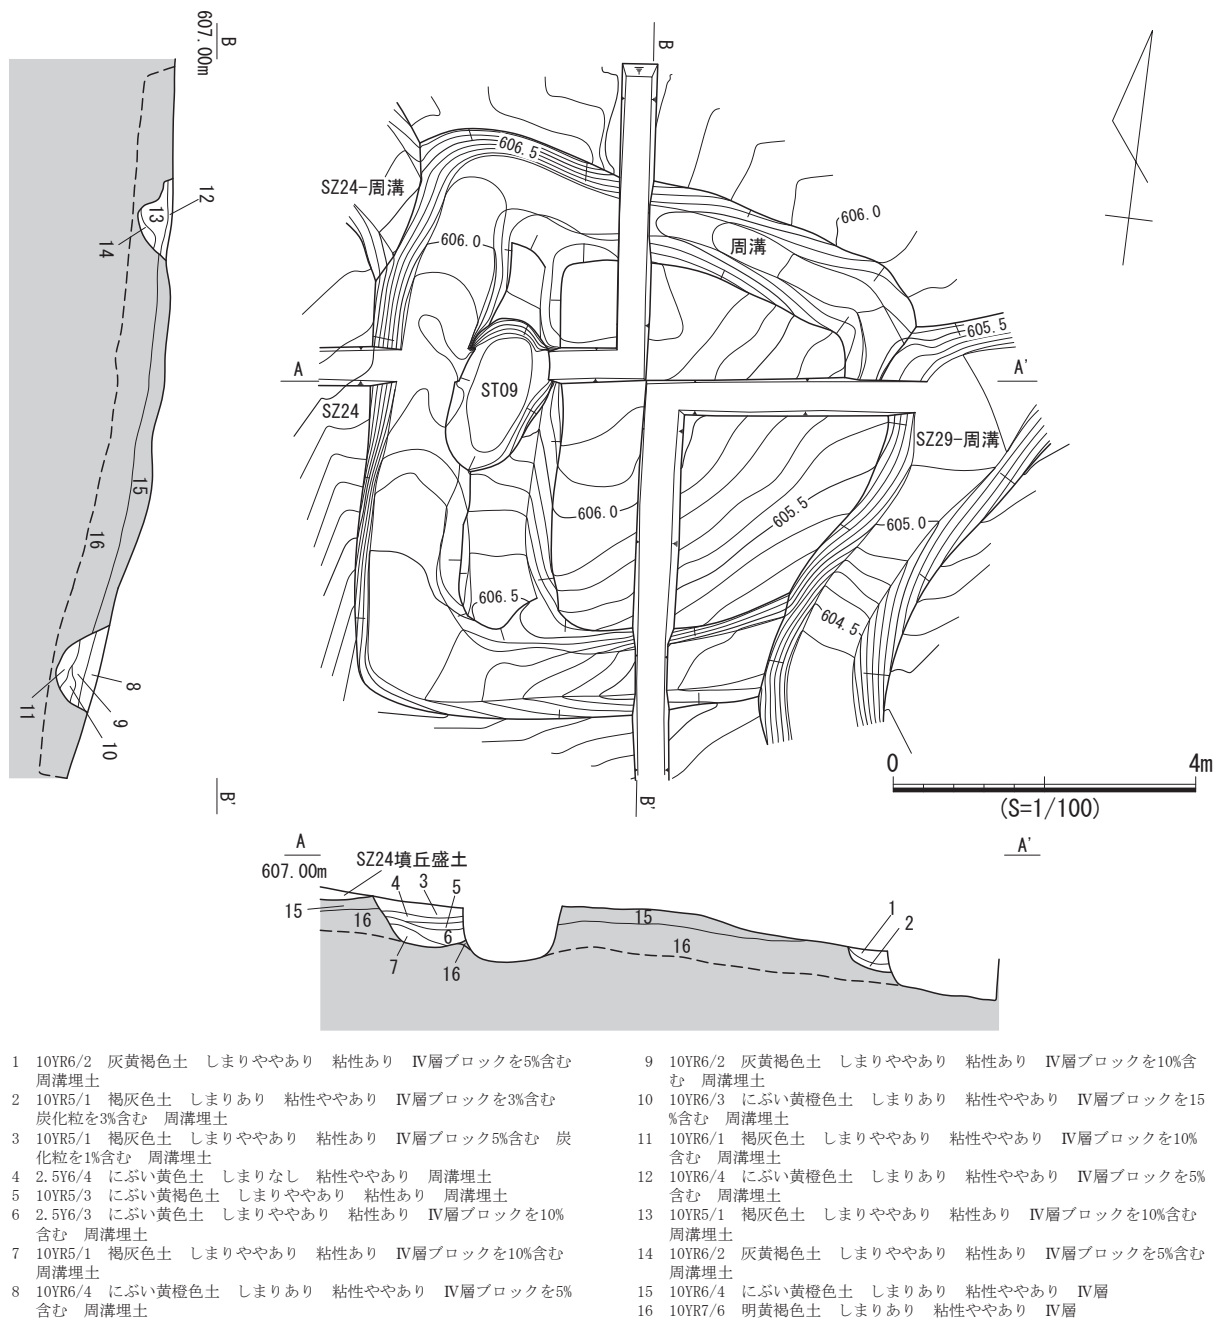 B
607.00m
B
606.5
SZ24-周溝
606.0
周溝
606.0
12
13
14
605.5
A
ST09
A'
SZ24
SZ29-周溝
15
606.0
605.5
605.0
16
606.5
604.5
8
9
10
11
0 4m
(S=1/100)
B'
B'
A
607.00m
SZ24墳丘盛土
A'
4 3 5
15
16
6
7
16
15
16
1
2
1 10YR6/2 灰黄褐色土 しまりややあり 粘性あり Ⅳ層ブロックを5%含む
周溝埋土
2 10YR5/1 褐灰色土 しまりあり 粘性ややあり Ⅳ層ブロックを3%含む
炭化粒を3%含む 周溝埋土
3 10YR5/1 褐灰色土 しまりややあり 粘性あり Ⅳ層ブロック5%含む 炭
化粒を1%含む 周溝埋土
4 2.5Y6/4 にぶい黄色土 しまりなし 粘性ややあり 周溝埋土
5 10YR5/3 にぶい黄褐色土 しまりややあり 粘性あり 周溝埋土
6 2.5Y6/3 にぶい黄色土 しまりややあり 粘性あり Ⅳ層ブロックを10%
含む 周溝埋土
7 10YR5/1 褐灰色土 しまりややあり 粘性あり Ⅳ層ブロックを10%含む
周溝埋土
8 10YR6/4 にぶい黄橙色土 しまりあり 粘性ややあり Ⅳ層ブロックを5%
含む 周溝埋土
9 10YR6/2 灰黄褐色土 しまりややあり 粘性あり Ⅳ層ブロックを10%含
む 周溝埋土
10 10YR6/3 にぶい黄橙色土 しまりあり 粘性ややあり Ⅳ層ブロックを15
%含む 周溝埋土
11 10YR6/1 褐灰色土 しまりややあり 粘性ややあり Ⅳ層ブロックを10%
含む 周溝埋土
12 10YR6/4 にぶい黄橙色土 しまりあり 粘性ややあり Ⅳ層ブロックを5%
含む 周溝埋土
13 10YR5/1 褐灰色土 しまりややあり 粘性あり Ⅳ層ブロックを10%含む
周溝埋土
14 10YR6/2 灰黄褐色土 しまりややあり 粘性あり Ⅳ層ブロックを5%含む
周溝埋土
15 10YR6/4 にぶい黄橙色土 しまりあり 粘性ややあり Ⅳ層
16 10YR7/6 明黄褐色土 しまりあり 粘性ややあり Ⅳ層